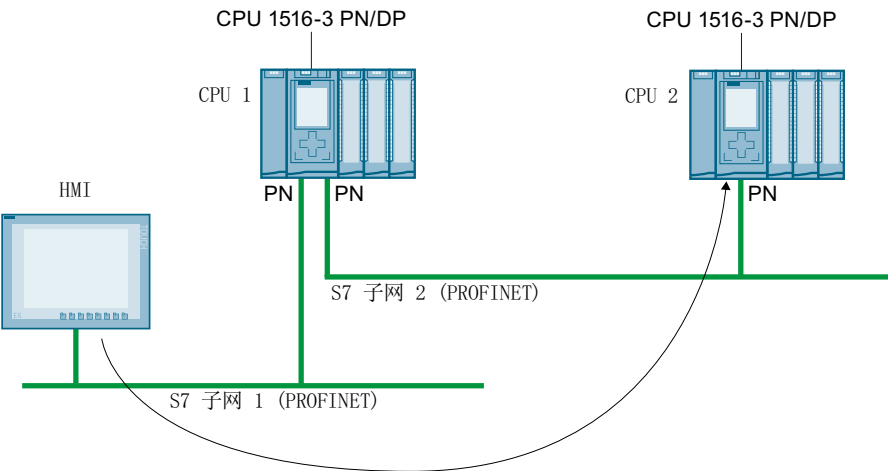 CPU 1516-3 PN/DP
CPU 1516-3 PN/DP
CPU 1
CPU 2
HMI
PN
PN
PN
TOUCH
S7 子网 2 (PROFINET)
S7 子网 1 (PROFINET)